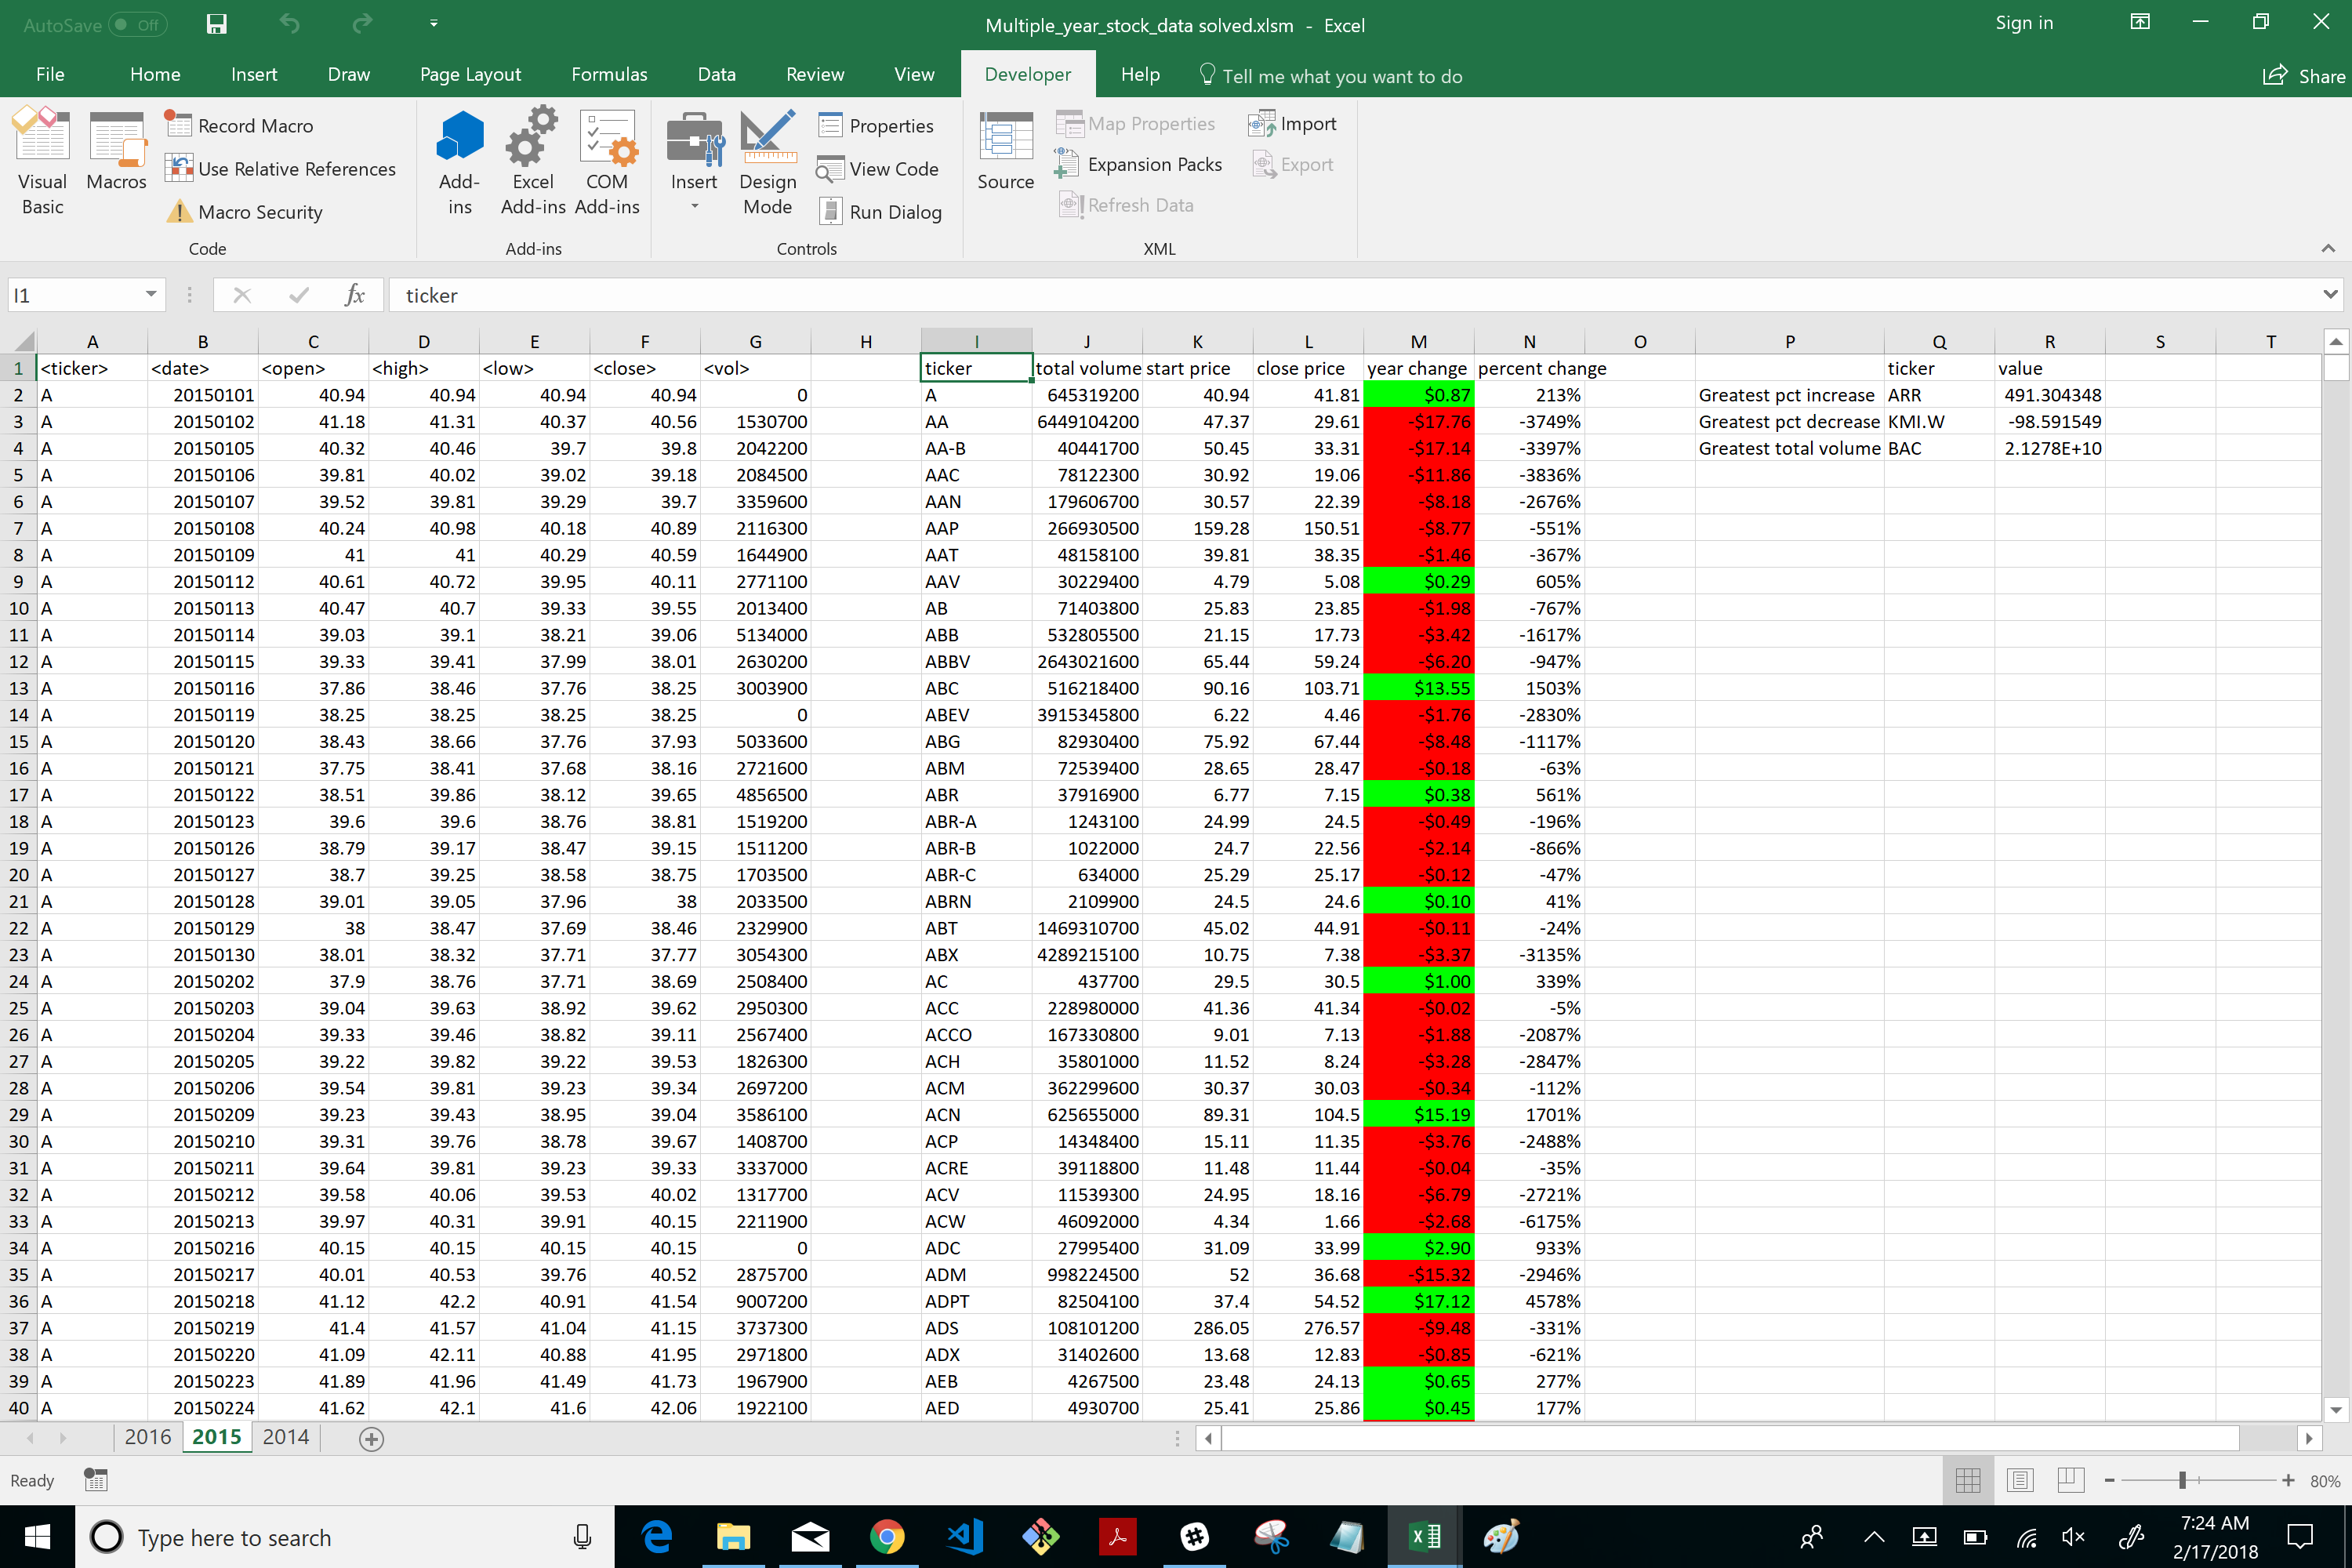 AutoSave Off Multiple_year_stock_data solved.xlsm - Excel Sign in
File Home Insert Draw Page Layout Formulas Data Review View Developer Help Tell me what you want to do Share
Visual Basic
Macros
Record Macro
Use Relative References
Macro Security
Code
Add-ins
Excel Add-ins
COM Add-ins
Add-ins
Insert
Design Mode
Properties
View Code
Run Dialog
Controls
Source
Map Properties
Expansion Packs
Refresh Data
Import
Export
XML
I1 fx ticker
A B C D E F G H I J K L M N O P Q R S T
1 <ticker> <date> <open> <high> <low> <close> <vol> ticker total volume start price close price year change percent change ticker value
2 A 20150101 40.94 40.94 40.94 40.94 0 A 645319200 40.94 41.81 $0.87 213% Greatest pct increase ARR 491.304348
3 A 20150102 41.18 41.31 40.37 40.56 1530700 AA 6449104200 47.37 29.61 -$17.76 -3749% Greatest pct decrease KMI.W -98.591549
4 A 20150105 40.32 40.46 39.7 39.8 2042200 AA-B 40441700 50.45 33.31 -$17.14 -3397% Greatest total volume BAC 2.1278E+10
5 A 20150106 39.81 40.02 39.02 39.18 2084500 AAC 78122300 30.92 19.06 -$11.86 -3836%
6 A 20150107 39.52 39.81 39.29 39.7 3359600 AAN 179606700 30.57 22.39 -$8.18 -2676%
7 A 20150108 40.24 40.98 40.18 40.89 2116300 AAP 266930500 159.28 150.51 -$8.77 -551%
8 A 20150109 41 41 40.29 40.59 1644900 AAT 48158100 39.81 38.35 -$1.46 -367%
9 A 20150112 40.61 40.72 39.95 40.11 2771100 AAV 30229400 4.79 5.08 $0.29 605%
10 A 20150113 40.47 40.7 39.33 39.55 2013400 AB 71403800 25.83 23.85 -$1.98 -767%
11 A 20150114 39.03 39.1 38.21 39.06 5134000 ABB 532805500 21.15 17.73 -$3.42 -1617%
12 A 20150115 39.33 39.41 37.99 38.01 2630200 ABBV 2643021600 65.44 59.24 -$6.20 -947%
13 A 20150116 37.86 38.46 37.76 38.25 3003900 ABC 516218400 90.16 103.71 $13.55 1503%
14 A 20150119 38.25 38.25 38.25 38.25 0 ABEV 3915345800 6.22 4.46 -$1.76 -2830%
15 A 20150120 38.43 38.66 37.76 37.93 5033600 ABG 82930400 75.92 67.44 -$8.48 -1117%
16 A 20150121 37.75 38.41 37.68 38.16 2721600 ABM 72539400 28.65 28.47 -$0.18 -63%
17 A 20150122 38.51 39.86 38.12 39.65 4856500 ABR 37916900 6.77 7.15 $0.38 561%
18 A 20150123 39.6 39.6 38.76 38.81 1519200 ABR-A 1243100 24.99 24.5 -$0.49 -196%
19 A 20150126 38.79 39.17 38.47 39.15 1511200 ABR-B 1022000 24.7 22.56 -$2.14 -866%
20 A 20150127 38.7 39.25 38.58 38.75 1703500 ABR-C 634000 25.29 25.17 -$0.12 -47%
21 A 20150128 39.01 39.05 37.96 38 2033500 ABRN 2109900 24.5 24.6 $0.10 41%
22 A 20150129 38 38.47 37.69 38.46 2329900 ABT 1469310700 45.02 44.91 -$0.11 -24%
23 A 20150130 38.01 38.32 37.71 37.77 3054300 ABX 4289215100 10.75 7.38 -$3.37 -3135%
24 A 20150202 37.9 38.76 37.71 38.69 2508400 AC 437700 29.5 30.5 $1.00 339%
25 A 20150203 39.04 39.63 38.92 39.62 2950300 ACC 228980000 41.36 41.34 -$0.02 -5%
26 A 20150204 39.33 39.46 38.82 39.11 2567400 ACCO 167330800 9.01 7.13 -$1.88 -2087%
27 A 20150205 39.22 39.82 39.22 39.53 1826300 ACH 35801000 11.52 8.24 -$3.28 -2847%
28 A 20150206 39.54 39.81 39.23 39.34 2697200 ACM 362299600 30.37 30.03 -$0.34 -112%
29 A 20150209 39.23 39.43 38.95 39.04 3586100 ACN 625655000 89.31 104.5 $15.19 1701%
30 A 20150210 39.31 39.76 38.78 39.67 1408700 ACP 14348400 15.11 11.35 -$3.76 -2488%
31 A 20150211 39.64 39.81 39.23 39.33 3337000 ACRE 39118800 11.48 11.44 -$0.04 -35%
32 A 20150212 39.58 40.06 39.53 40.02 1317700 ACV 11539300 24.95 18.16 -$6.79 -2721%
33 A 20150213 39.97 40.31 39.91 40.15 2211900 ACW 46092000 4.34 1.66 -$2.68 -6175%
34 A 20150216 40.15 40.15 40.15 40.15 0 ADC 27995400 31.09 33.99 $2.90 933%
35 A 20150217 40.01 40.53 39.76 40.52 2875700 ADM 998224500 52 36.68 -$15.32 -2946%
36 A 20150218 41.12 42.2 40.91 41.54 9007200 ADPT 82504100 37.4 54.52 $17.12 4578%
37 A 20150219 41.4 41.57 41.04 41.15 3737300 ADS 108101200 286.05 276.57 -$9.48 -331%
38 A 20150220 41.09 42.11 40.88 41.95 2971800 ADX 31402600 13.68 12.83 -$0.85 -621%
39 A 20150223 41.89 41.96 41.49 41.73 1967900 AEB 4267500 23.48 24.13 $0.65 277%
40 A 20150224 41.62 42.1 41.6 42.06 1922100 AED 4930700 25.41 25.86 $0.45 177%
2016 2015 2014
Ready 80%
Type here to search 7:24 AM
2/17/2018